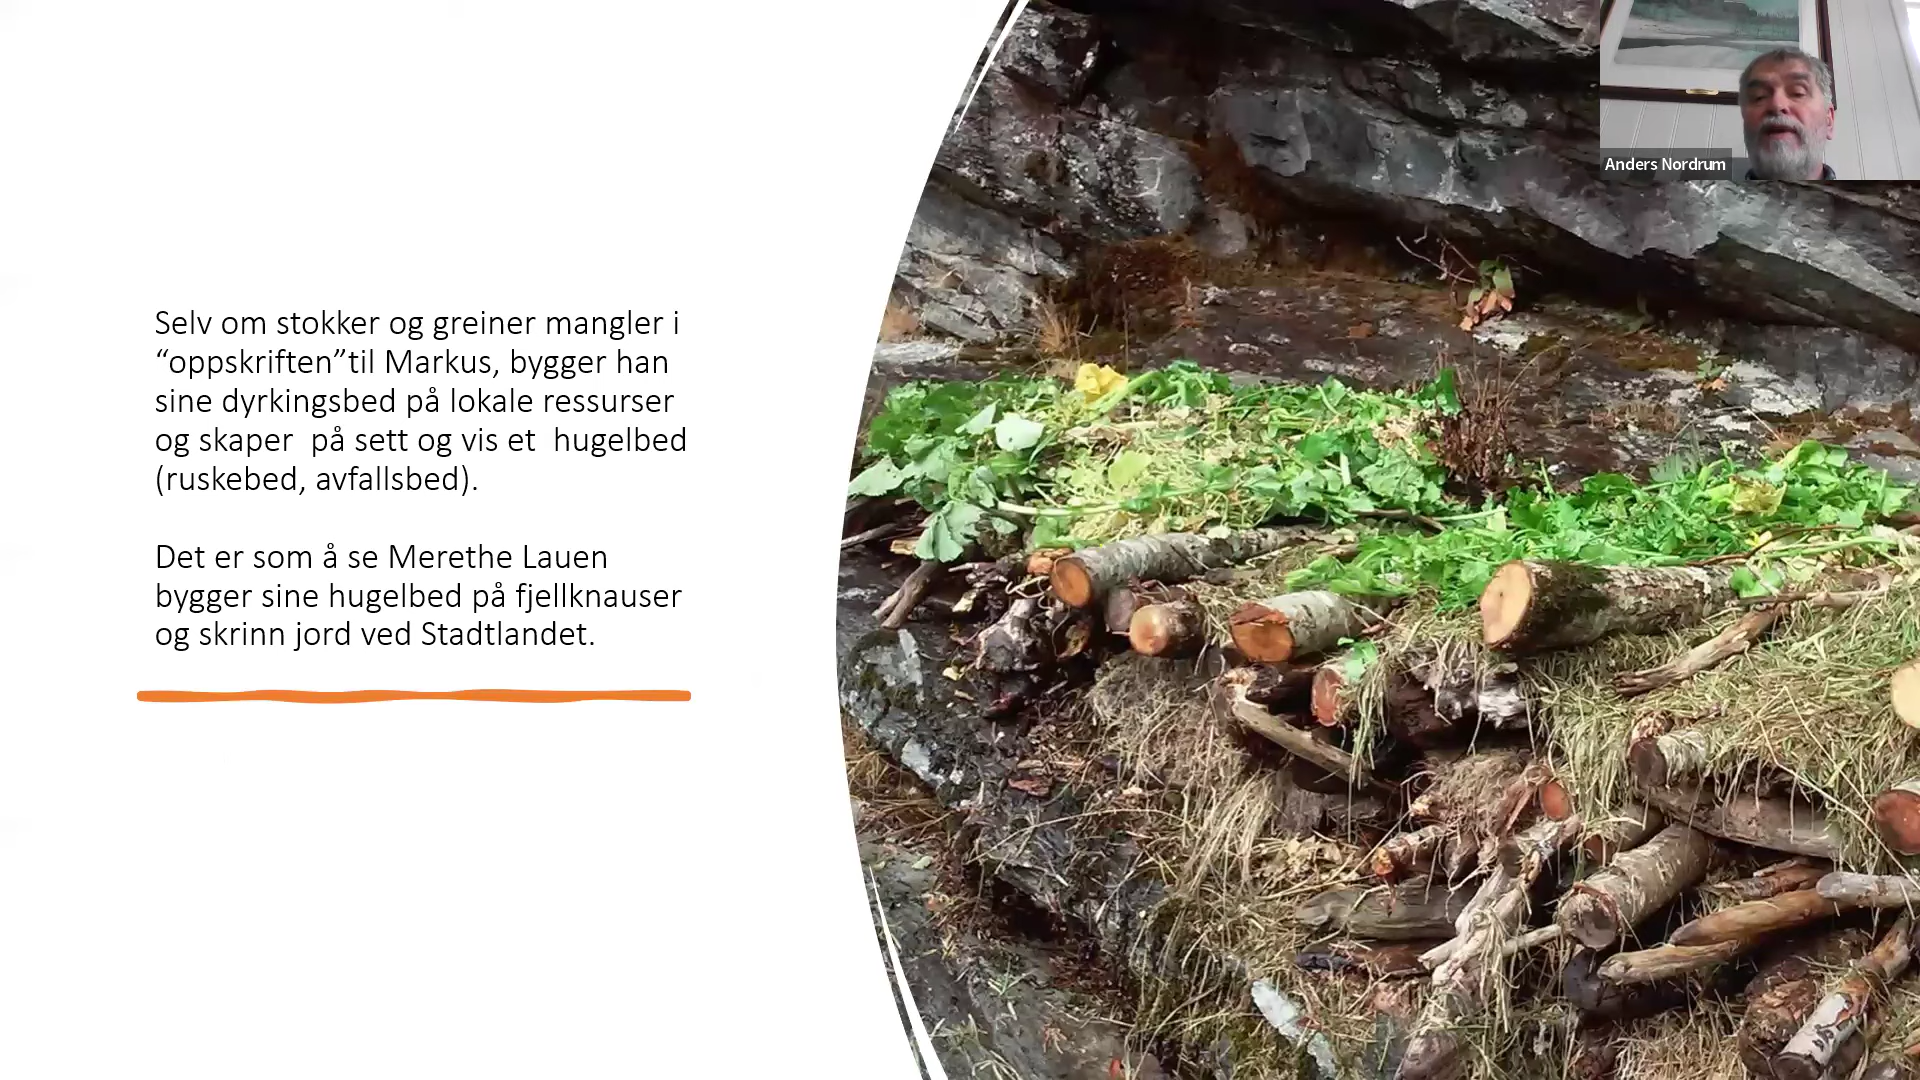 Selv om stokker og greiner mangler i
“oppskriften”til Markus, bygger han
sine dyrkingsbed på lokale ressurser
og skaper  på sett og vis et  hugelbed
(ruskebed, avfallsbed).
Det er som å se Merethe Lauen
bygger sine hugelbed på fjellknauser
og skrinn jord ved Stadtlandet.
Anders Nordrum